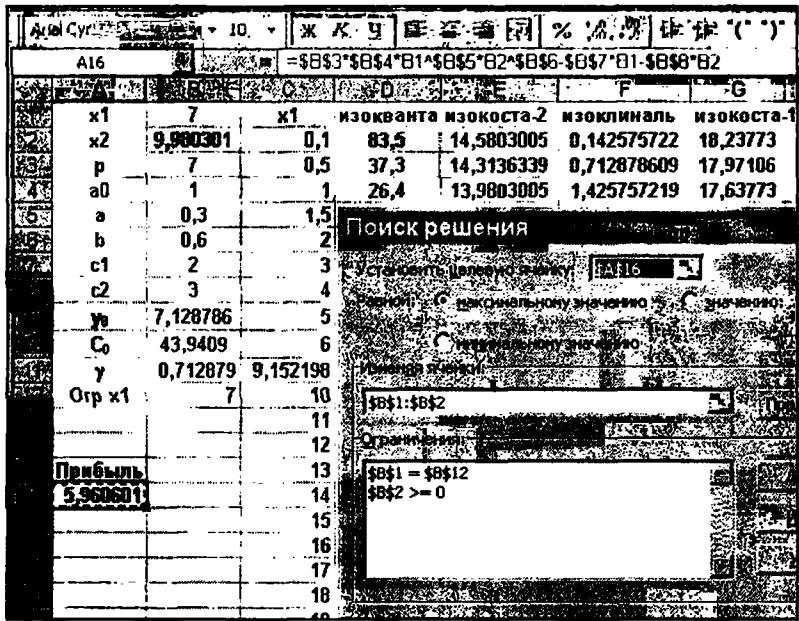 Arial Cyr 10 Ж К Ч %
A16 = =$B$3*$B$4*B1^$B$5*B2^$B$6-$B$7*B1-$B$8*B2
A B C D E F G
x1 7 x1 изокванта изокоста-2 изоклиналь изокоста-1
x2 9,980301 0,1 83,5 14,5803005 0,142575722 18,23773
p 7 0,5 37,3 14,3136339 0,712878609 17,97106
a0 1 1 26,4 13,9803005 1,425757219 17,63773
a 0,3 1,5
b 0,6 2
c1 2 3
c2 3 4
y₀ 7,128786 5
C₀ 43,9409 6
γ 0,712879 9,152198
Огр x1 7 10
11
12
Прибыль 13
5,960601 14
15
16
17
18
Поиск решения
Установить целевую ячейку: $A$16
Равной: максимальному значению значению:
минимальному значению
Изменяя ячейки:
$B$1:$B$2
Ограничения:
$B$1 = $B$12
$B$2 >= 0